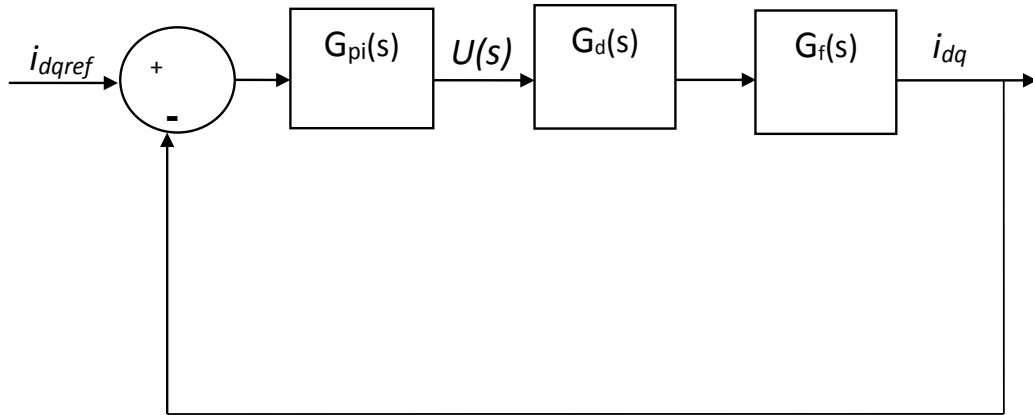 i_dqref
+
-
G_pi(s)
U(s)
G_d(s)
G_f(s)
i_dq